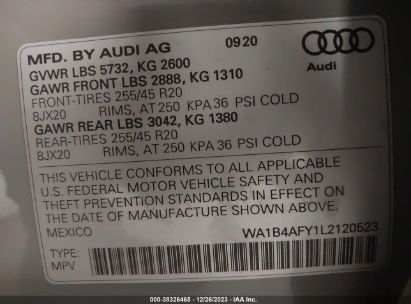 MFD. BY AUDI AG 09 20
GVWR LBS 5732, KG 2600
GAWR FRONT LBS 2888, KG 1310
FRONT-TIRES 255/45 R20
8JX20 RIMS, AT 250 KPA 36 PSI COLD
GAWR REAR LBS 3042, KG 1380
REAR-TIRES 255/45 R20
8JX20 RIMS, AT 250 KPA 36 PSI COLD
Audi
THIS VEHICLE CONFORMS TO ALL APPLICABLE
U.S. FEDERAL MOTOR VEHICLE SAFETY AND
THEFT PREVENTION STANDARDS IN EFFECT ON
THE DATE OF MANUFACTURE SHOWN ABOVE.
MEXICO WA1B4AFY1L2120523
TYPE:
MPV
© IAA 38326465 - 12/26/2023 - IAAI.COM